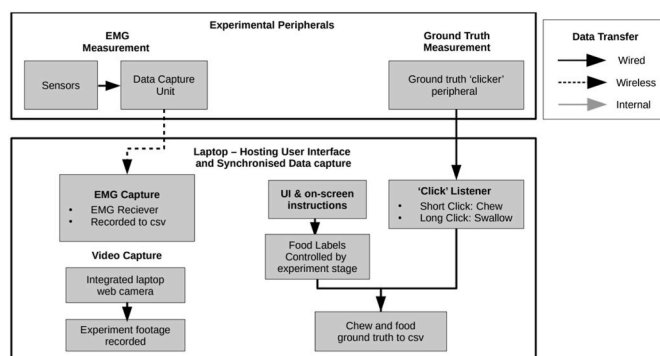 Experimental Peripherals
EMG
Measurement
Sensors
Data Capture
Unit
Ground Truth
Measurement
Ground truth ‘clicker’
peripheral
Data Transfer
Wired
Wireless
Internal
Laptop – Hosting User Interface
and Synchronised Data capture
EMG Capture
• EMG Reciever
• Recorded to csv
Video Capture
Integrated laptop
web camera
Experiment footage
recorded
UI & on-screen
instructions
Food Labels
Controlled by
experiment stage
‘Click’ Listener
• Short Click: Chew
• Long Click: Swallow
Chew and food
ground truth to csv